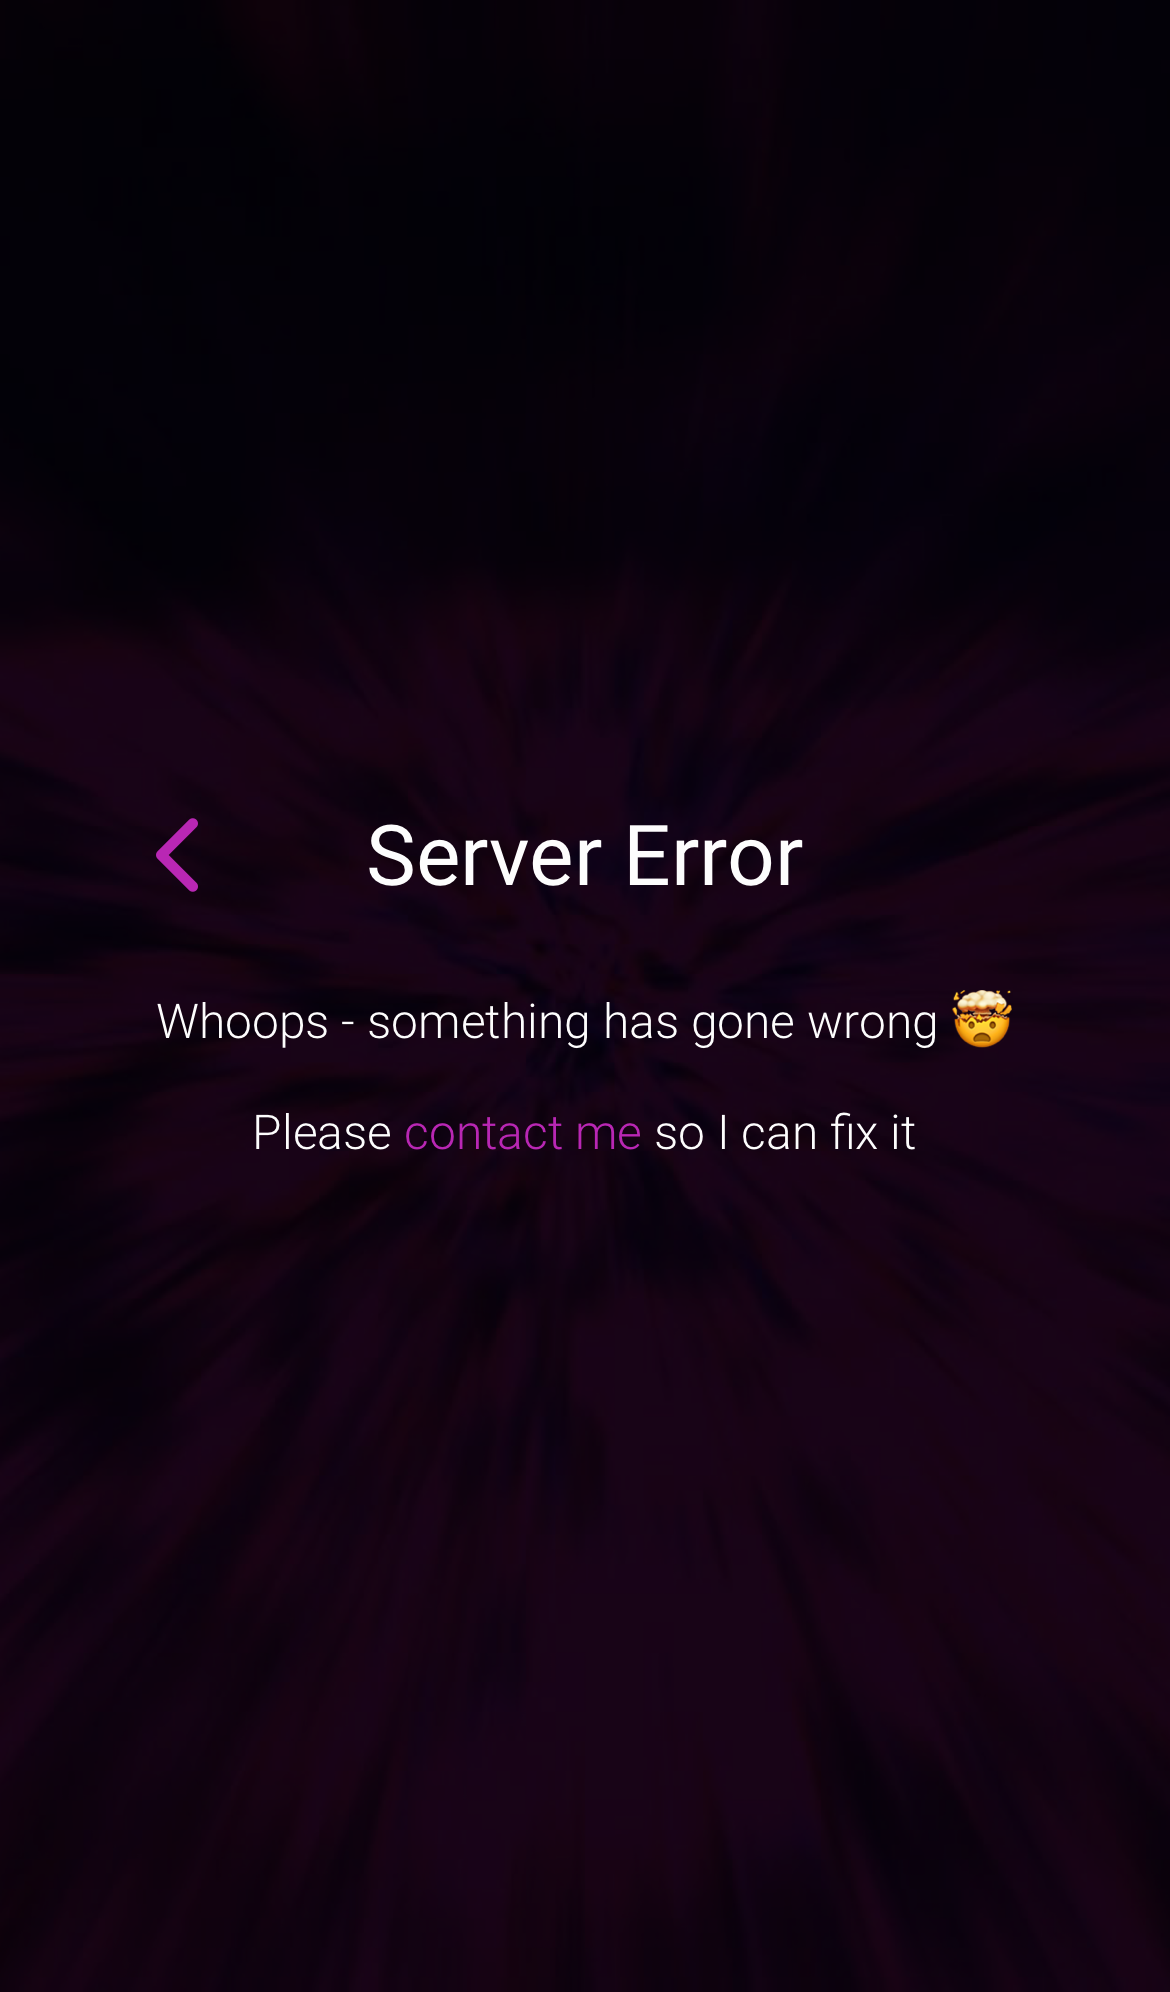 Server Error
Whoops - something has gone wrong 🤯
Please contact me so I can fix it